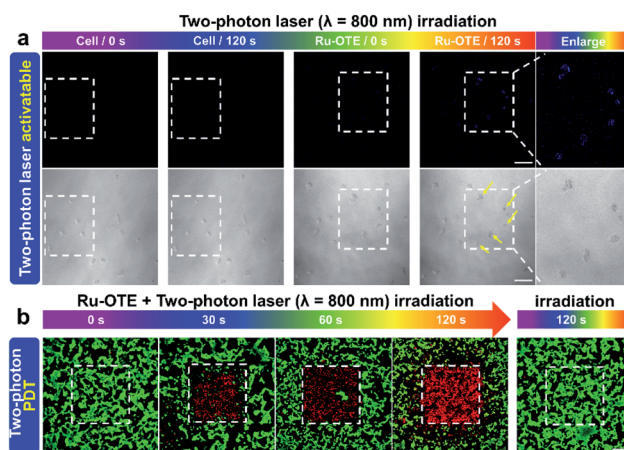 Two-photon laser (λ = 800 nm) irradiation
a
Cell / 0 s
Cell / 120 s
Ru-OTE / 0 s
Ru-OTE / 120 s
Enlarge
Two-photon laser activatable
Ru-OTE + Two-photon laser (λ = 800 nm) irradiation
irradiation
b
0 s
30 s
60 s
120 s
120 s
Two-photon
PDT